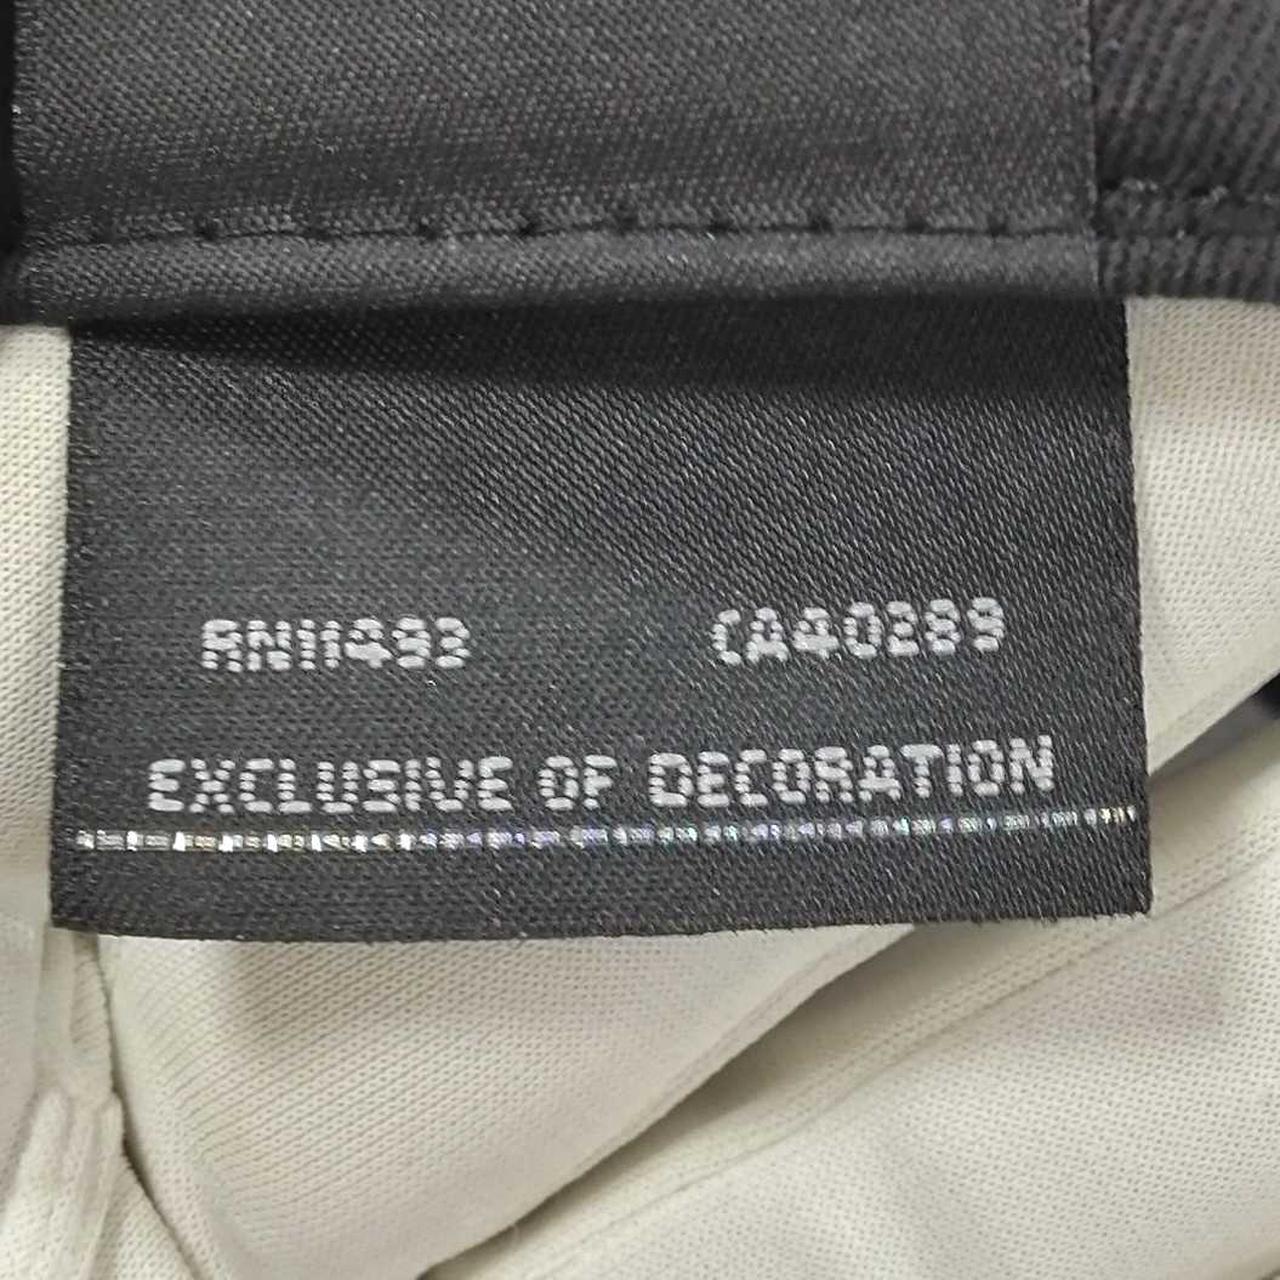 RN11493 CA40289
EXCLUSIVE OF DECORATION